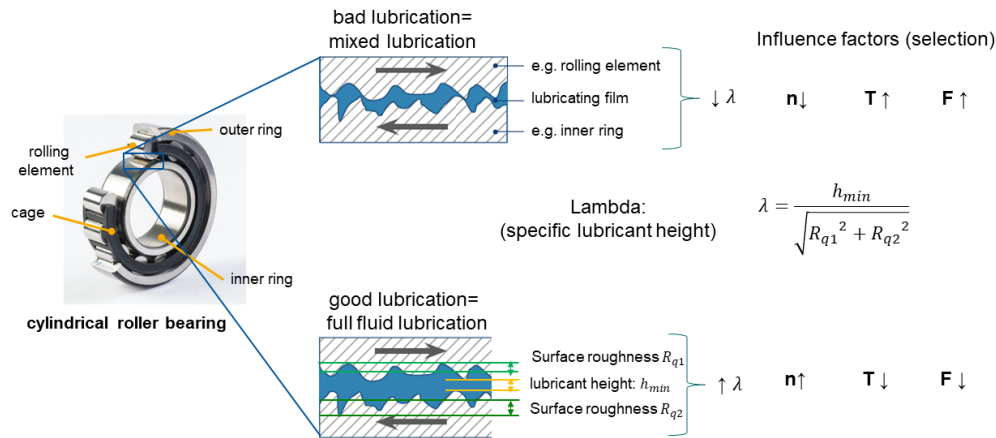 bad lubrication=
mixed lubrication
Influence factors (selection)
e.g. rolling element
lubricating film
e.g. inner ring
↓ λ
n↓ T↑ F↑
outer ring
rolling
element
cage
inner ring
cylindrical roller bearing
Lambda:
(specific lubricant height)
λ = h_min / √(R_q1² + R_q2²)
good lubrication=
full fluid lubrication
Surface roughness R_q1
lubricant height: h_min
Surface roughness R_q2
↑ λ
n↑ T↓ F↓